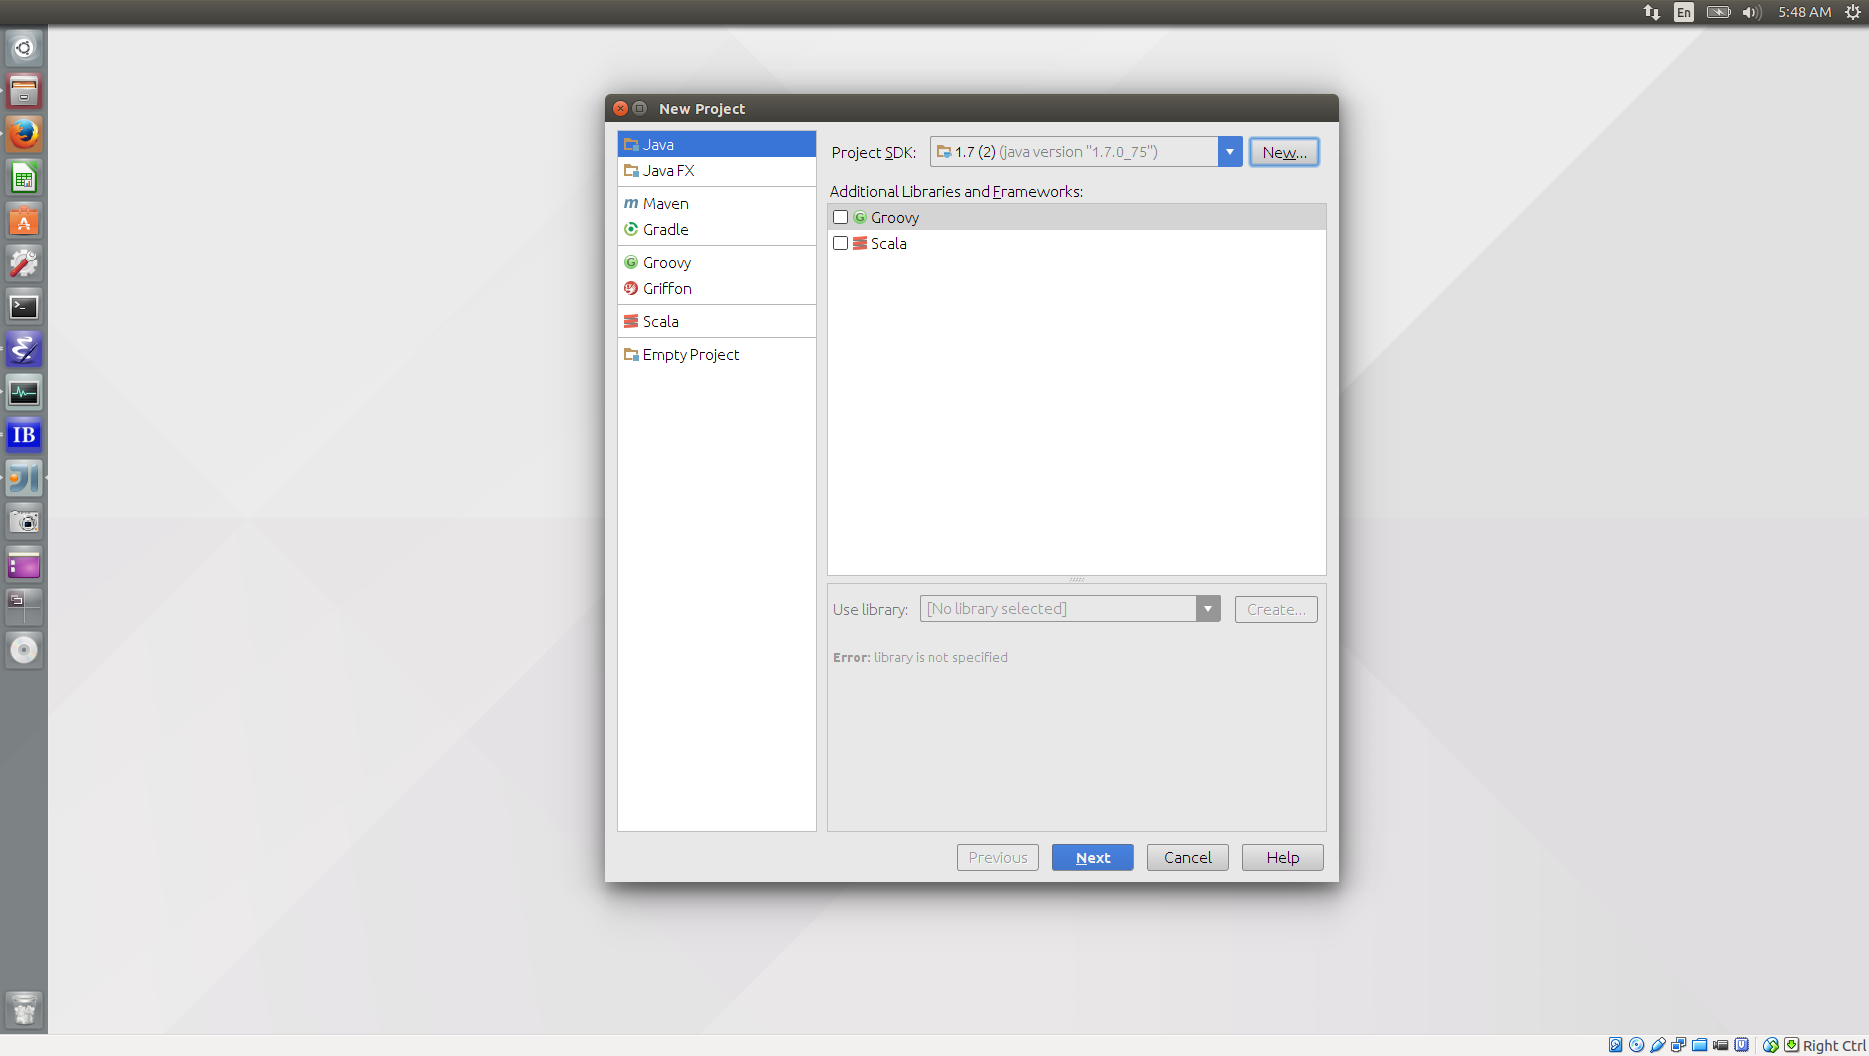 En
5:48 AM
New Project
Java
Java FX
Maven
Gradle
Groovy
Griffon
Scala
Empty Project
Project SDK: 1.7 (2) (java version "1.7.0_75") New...
Additional Libraries and Frameworks:
Groovy
Scala
Use library: [No library selected] Create...
Error: library is not specified
Previous Next Cancel Help
IB
Right Ctrl